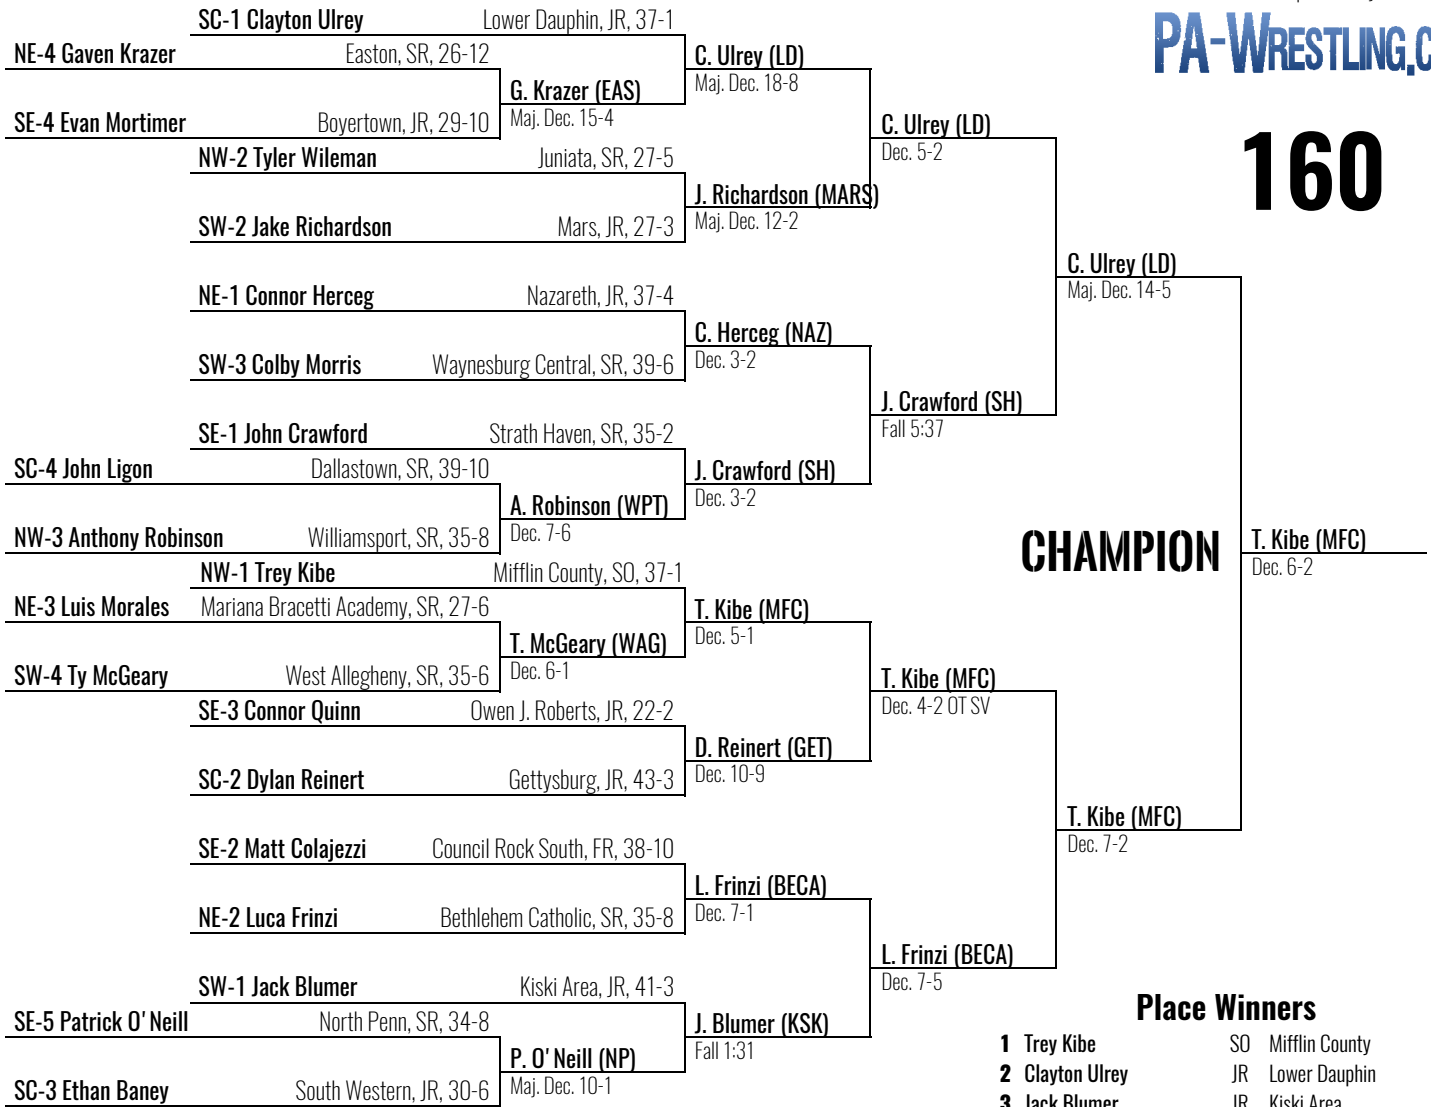 SC-1 Clayton Ulrey Lower Dauphin, JR, 37-1
NE-4 Gaven Krazer Easton, SR, 26-12
C. Ulrey (LD)
Maj. Dec. 18-8
G. Krazer (EAS)
Maj. Dec. 15-4
SE-4 Evan Mortimer Boyertown, JR, 29-10
C. Ulrey (LD)
Dec. 5-2
NW-2 Tyler Wileman Juniata, SR, 27-5
J. Richardson (MARS)
Maj. Dec. 12-2
SW-2 Jake Richardson Mars, JR, 27-3
PA-WRESTLING.C
160
C. Ulrey (LD)
Maj. Dec. 14-5
NE-1 Connor Herceg Nazareth, JR, 37-4
C. Herceg (NAZ)
Dec. 3-2
SW-3 Colby Morris Waynesburg Central, SR, 39-6
J. Crawford (SH)
Fall 5:37
SE-1 John Crawford Strath Haven, SR, 35-2
SC-4 John Ligon Dallastown, SR, 39-10
J. Crawford (SH)
Dec. 3-2
A. Robinson (WPT)
Dec. 7-6
NW-3 Anthony Robinson Williamsport, SR, 35-8
CHAMPION
T. Kibe (MFC)
Dec. 6-2
NW-1 Trey Kibe Mifflin County, SO, 37-1
NE-3 Luis Morales Mariana Bracetti Academy, SR, 27-6
T. Kibe (MFC)
Dec. 5-1
T. McGeary (WAG)
Dec. 6-1
SW-4 Ty McGeary West Allegheny, SR, 35-6
T. Kibe (MFC)
Dec. 4-2 OT SV
SE-3 Connor Quinn Owen J. Roberts, JR, 22-2
D. Reinert (GET)
Dec. 10-9
SC-2 Dylan Reinert Gettysburg, JR, 43-3
T. Kibe (MFC)
Dec. 7-2
SE-2 Matt Colajezzi Council Rock South, FR, 38-10
L. Frinzi (BECA)
Dec. 7-1
NE-2 Luca Frinzi Bethlehem Catholic, SR, 35-8
L. Frinzi (BECA)
Dec. 7-5
SW-1 Jack Blumer Kiski Area, JR, 41-3
SE-5 Patrick O'Neill North Penn, SR, 34-8
J. Blumer (KSK)
Fall 1:31
P. O'Neill (NP)
Maj. Dec. 10-1
SC-3 Ethan Baney South Western, JR, 30-6
Place Winners
1 Trey Kibe SO Mifflin County
2 Clayton Ulrey JR Lower Dauphin
3 Jack Blumer JR Kiski Area